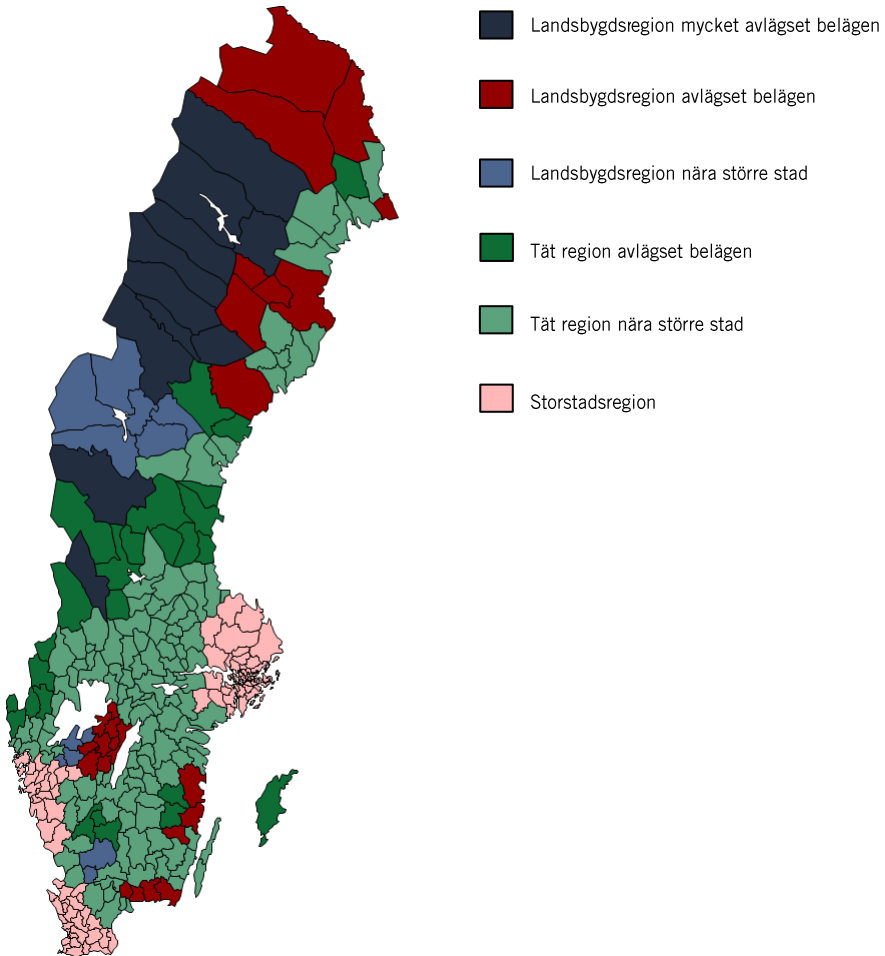 Landsbygdsregion mycket avlägset belägen
Landsbygdsregion avlägset belägen
Landsbygdsregion nära större stad
Tät region avlägset belägen
Tät region nära större stad
Storstadsregion